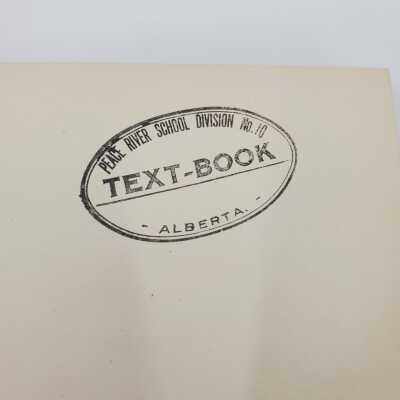 PEACE RIVER SCHOOL DIVISION No. 10
TEXT-BOOK
- ALBERTA. -